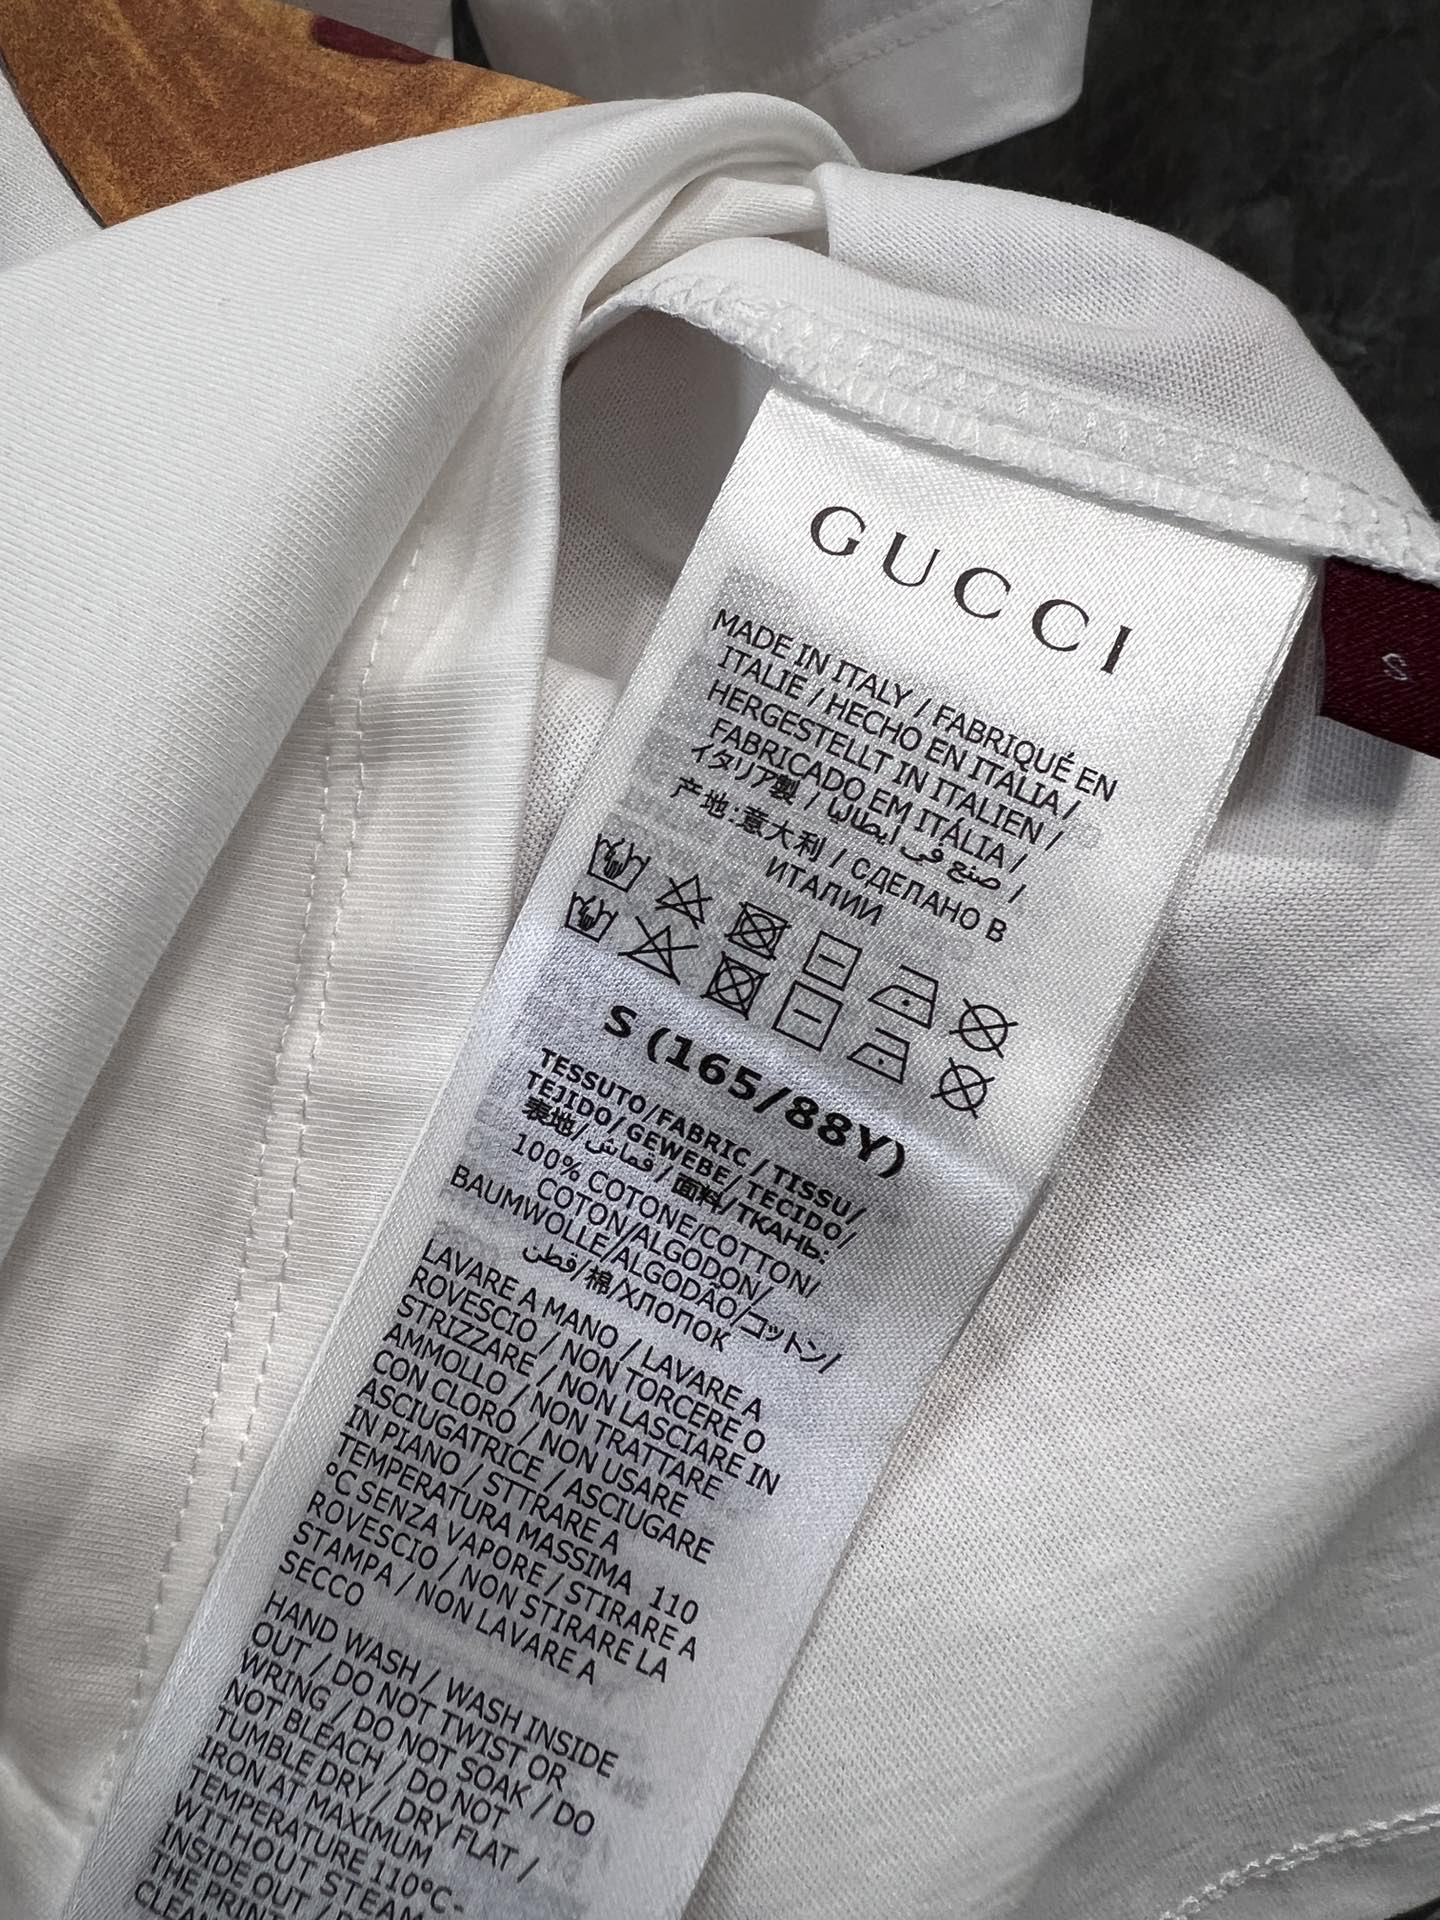 GUCCI
MADE IN ITALY / FABRIQUÉ EN
ITALIE / HECHO EN ITALIA /
HERGESTELLT IN ITALIEN /
FABRICADO EM ITÁLIA /
イタリア製 / صنع في ايطاليا /
产地:意大利 / СДЕЛАНО В
ИТАЛИИ
S (165/88Y)
TESSUTO/FABRIC / TISSU/
TEJIDO/ GEWEBE/ TECIDO/
表地/قماش / 面料/ТКАНЬ:
100% COTONE/COTTON/
COTON/ALGODON/
BAUMWOLLE/ALGODÃO/コットン/
قطن/棉/ХЛОПОК
LAVARE A MANO / LAVARE A
ROVESCIO / NON TORCERE O
STRIZZARE / NON LASCIARE IN
AMMOLLO / NON TRATTARE
CON CLORO / NON USARE
ASCIUGATRICE / ASCIUGARE
IN PIANO / STTRARE A
TEMPERATURA MASSIMA 110
°C SENZA VAPORE / STIRARE A
ROVESCIO / NON STIRARE LA
STAMPA / NON LAVARE A
SECCO
HAND WASH / WASH INSIDE
OUT / DO NOT TWIST OR
WRING / DO NOT SOAK / DO
NOT BLEACH / DO NOT
TUMBLE DRY / DRY FLAT /
IRON AT MAXIMUM
TEMPERATURE 110°C-
WITHOUT STEAM
INSIDE OUT /
THE PRINT
CLEAN
S